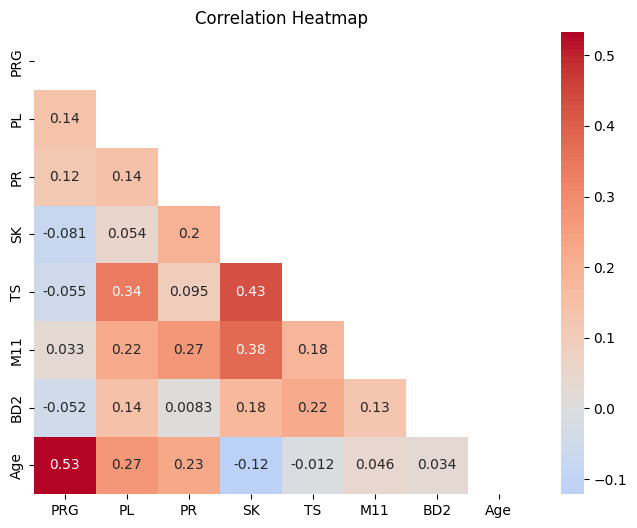 Correlation Heatmap
PRG
PL 0.14
PR 0.12 0.14
SK -0.081 0.054 0.2
TS -0.055 0.34 0.095 0.43
M11 0.033 0.22 0.27 0.38 0.18
BD2 -0.052 0.14 0.0083 0.18 0.22 0.13
Age 0.53 0.27 0.23 -0.12 -0.012 0.046 0.034
PRG PL PR SK TS M11 BD2 Age
0.5
0.4
0.3
0.2
0.1
0.0
−0.1